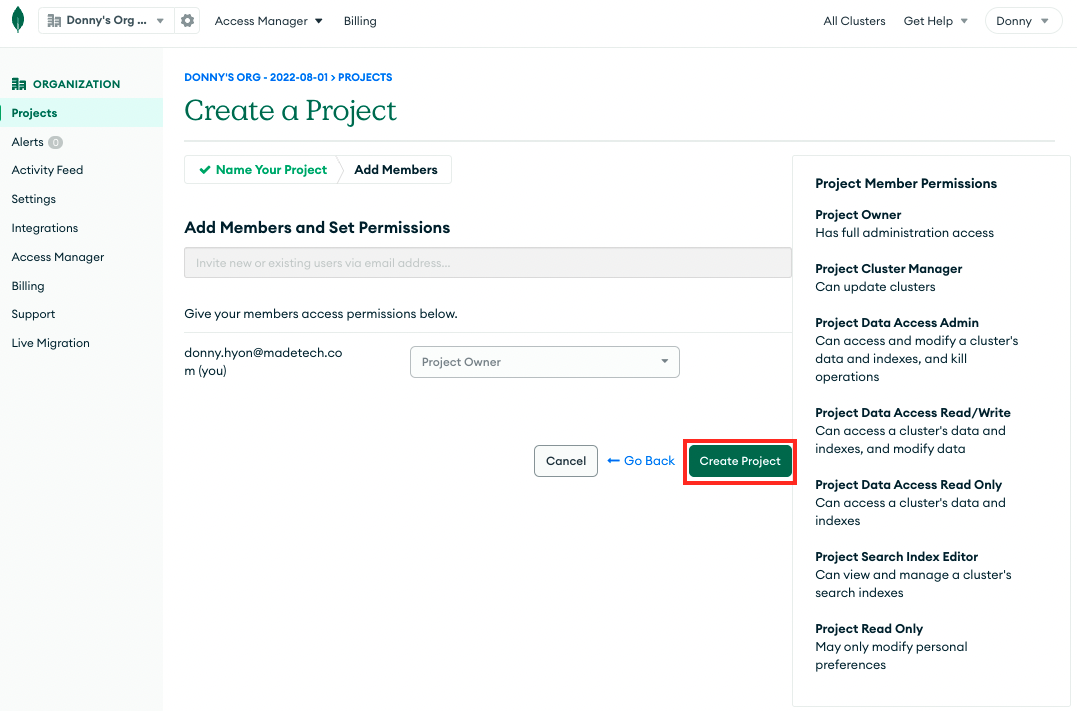 Donny's Org ...
Access Manager
Billing
All Clusters
Get Help
Donny
ORGANIZATION
Projects
Alerts 0
Activity Feed
Settings
Integrations
Access Manager
Billing
Support
Live Migration
DONNY'S ORG - 2022-08-01 > PROJECTS
Create a Project
Name Your Project
Add Members
Add Members and Set Permissions
Invite new or existing users via email address...
Give your members access permissions below.
donny.hyon@madetech.co
m (you)
Project Owner
Cancel
Go Back
Create Project
Project Member Permissions
Project Owner
Has full administration access
Project Cluster Manager
Can update clusters
Project Data Access Admin
Can access and modify a cluster's
data and indexes, and kill
operations
Project Data Access Read/Write
Can access a cluster's data and
indexes, and modify data
Project Data Access Read Only
Can access a cluster's data and
indexes
Project Search Index Editor
Can view and manage a cluster's
search indexes
Project Read Only
May only modify personal
preferences